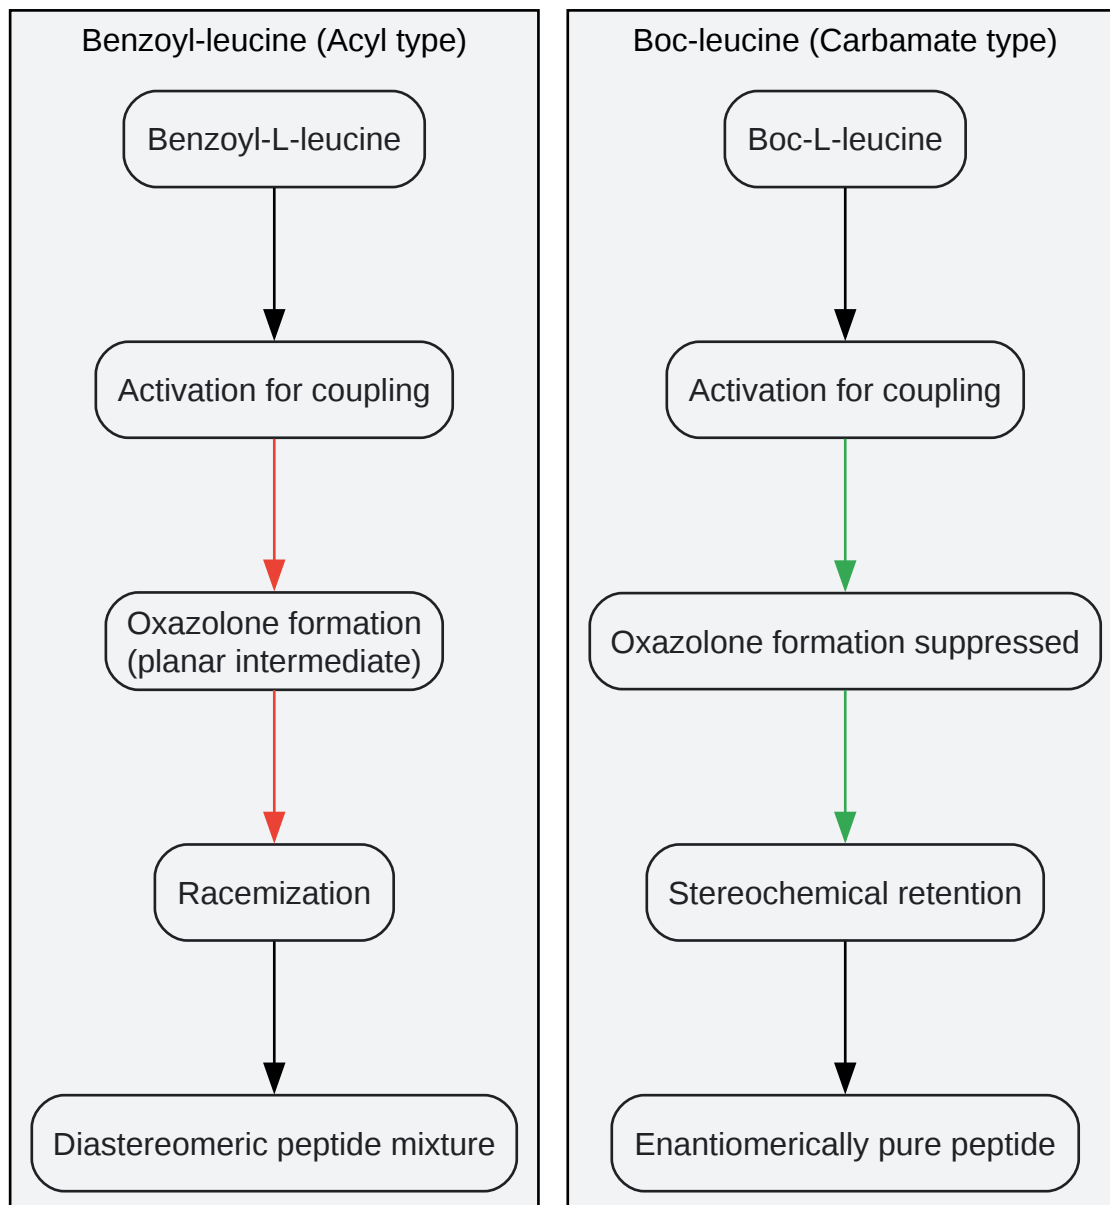 Benzoyl-leucine (Acyl type)
Benzoyl-L-leucine
Activation for coupling
Oxazolone formation
(planar intermediate)
Racemization
Diastereomeric peptide mixture
Boc-leucine (Carbamate type)
Boc-L-leucine
Activation for coupling
Oxazolone formation suppressed
Stereochemical retention
Enantiomerically pure peptide